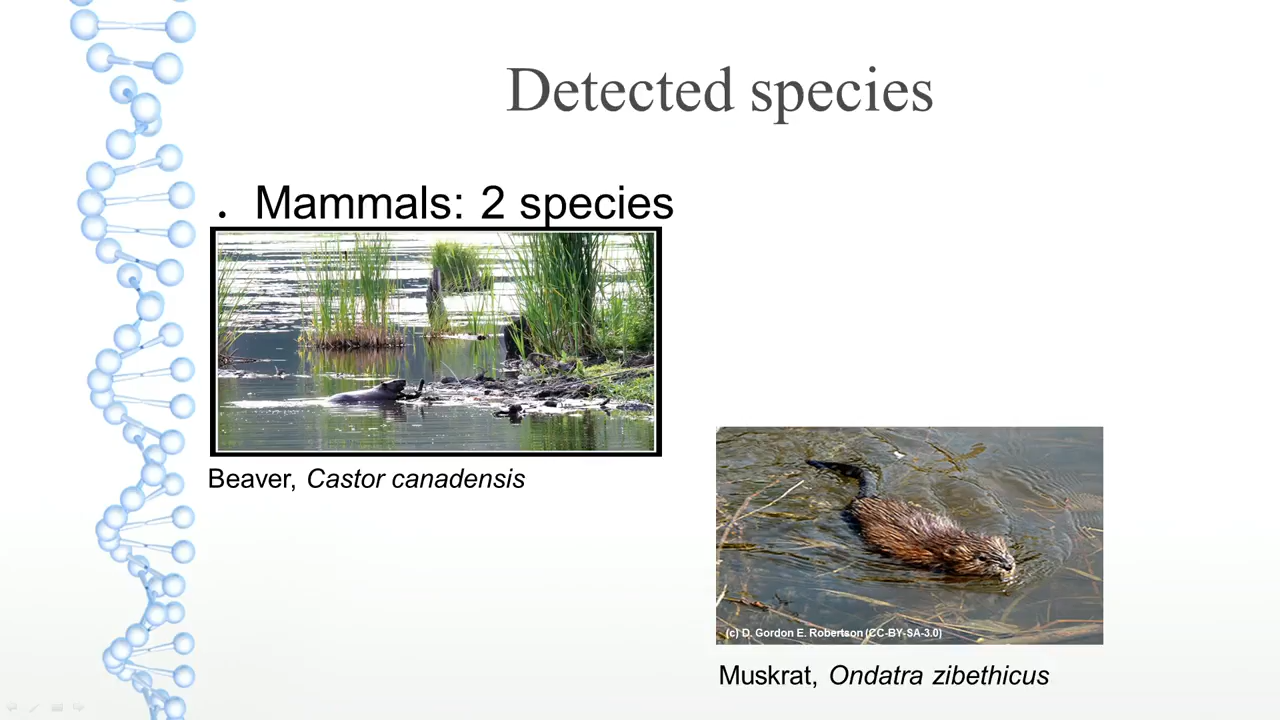 Detected species
• Mammals: 2 species
Beaver, Castor canadensis
(c) D. Gordon E. Robertson (CC-BY-SA-3.0)
Muskrat, Ondatra zibethicus